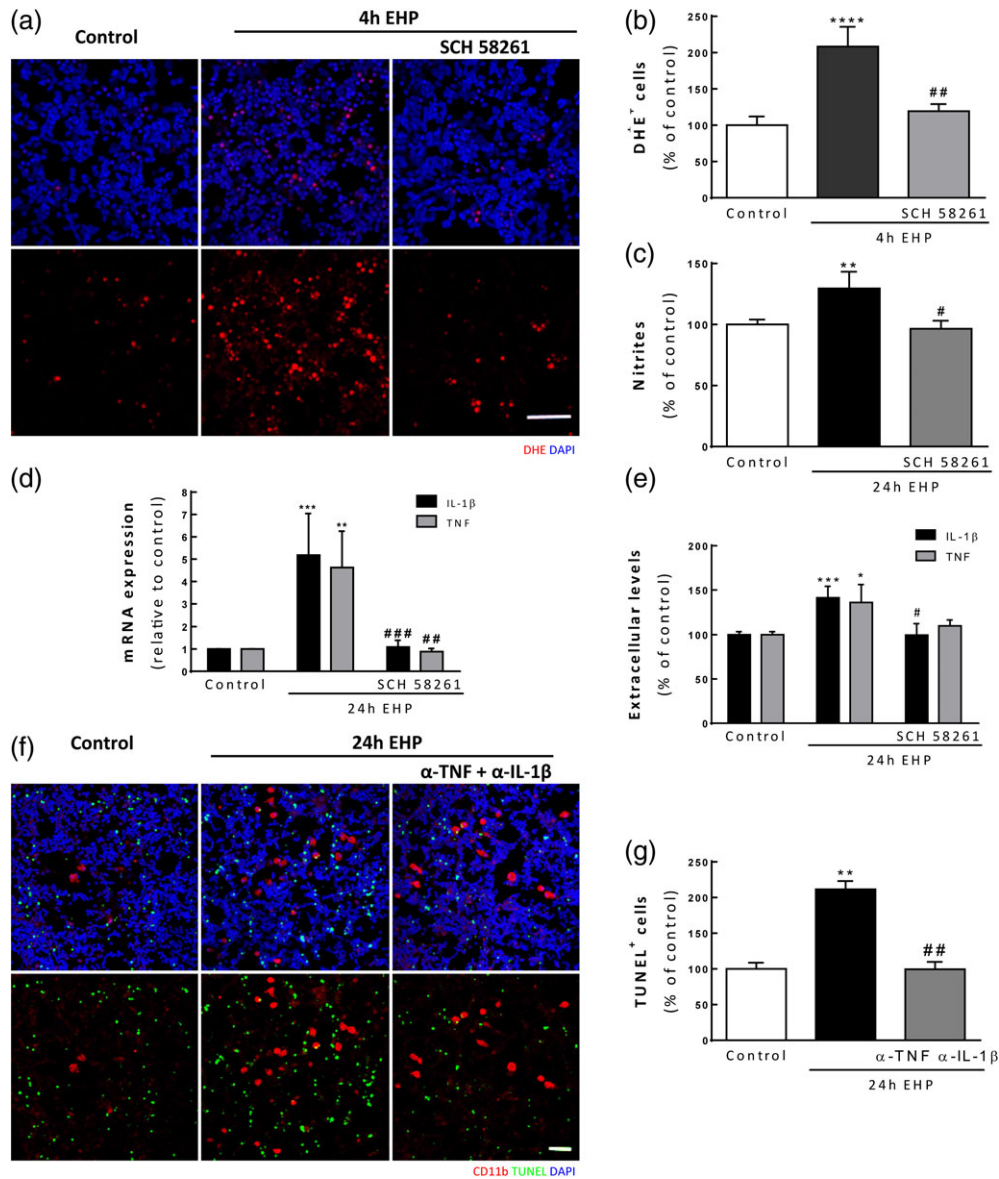 (a)
Control
4h EHP
SCH 58261
DHE DAPI
(b)
DHE+ cells
(% of control)
250
200
150
100
50
0
****
##
Control
SCH 58261
4h EHP
(c)
Nitrites
(% of control)
150
100
50
0
**
#
Control
SCH 58261
24h EHP
(d)
mRNA expression
(relative to control)
8
7
6
5
4
3
2
1
0
IL-1β
TNF
***
**
###
##
Control
SCH 58261
24h EHP
(e)
Extracellular levels
(% of control)
200
150
100
50
0
IL-1β
TNF
***
*
#
Control
SCH 58261
24h EHP
(f)
Control
24h EHP
α-TNF + α-IL-1β
CD11b TUNEL DAPI
(g)
TUNEL+ cells
(% of control)
250
200
150
100
50
0
**
##
Control
α-TNF α-IL-1β
24h EHP